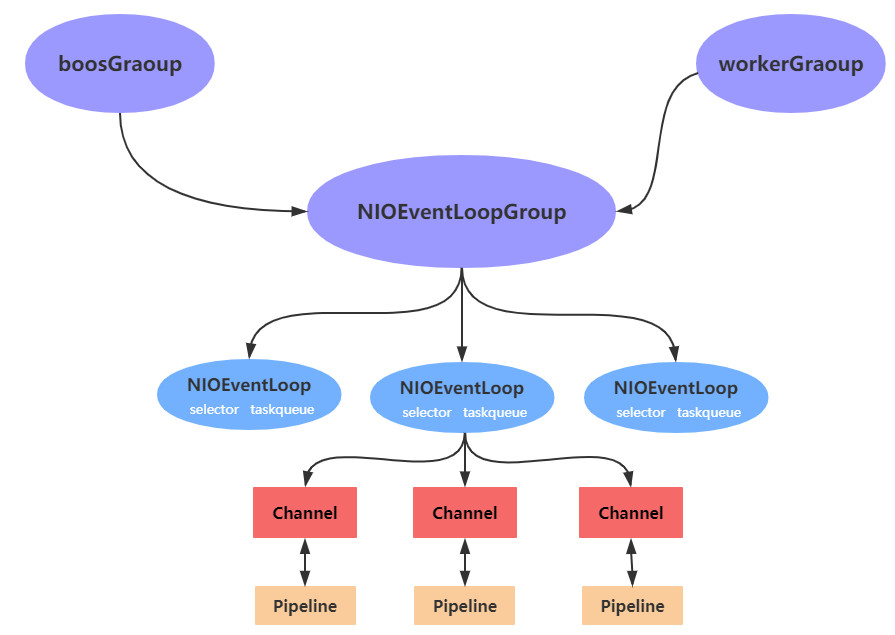 boosGraoup
workerGraoup
NIOEventLoopGroup
NIOEventLoop
selector taskqueue
NIOEventLoop
selector taskqueue
NIOEventLoop
selector taskqueue
Channel
Channel
Channel
Pipeline
Pipeline
Pipeline